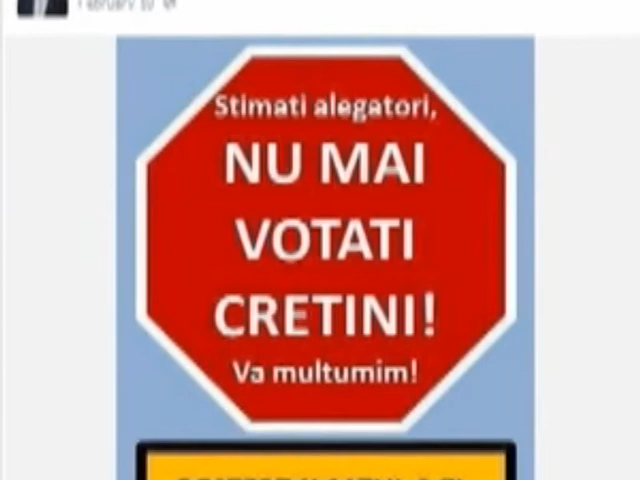 Stimati alegatori,
NU MAI
VOTATI
CRETINI!
Va multumim!